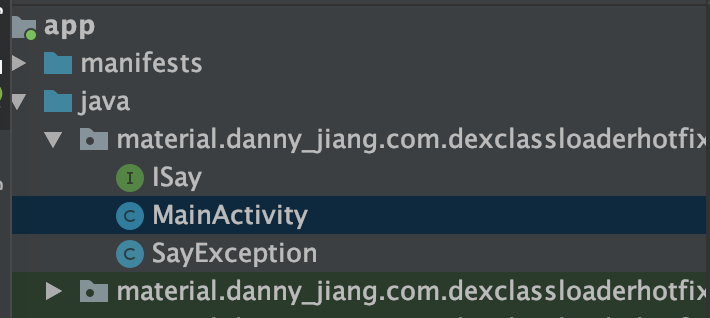 app
manifests
java
material.danny_jiang.com.dexclassloaderhotfix
I ISay
C MainActivity
C SayException
material.danny_jiang.com.dexclassloaderhotfix